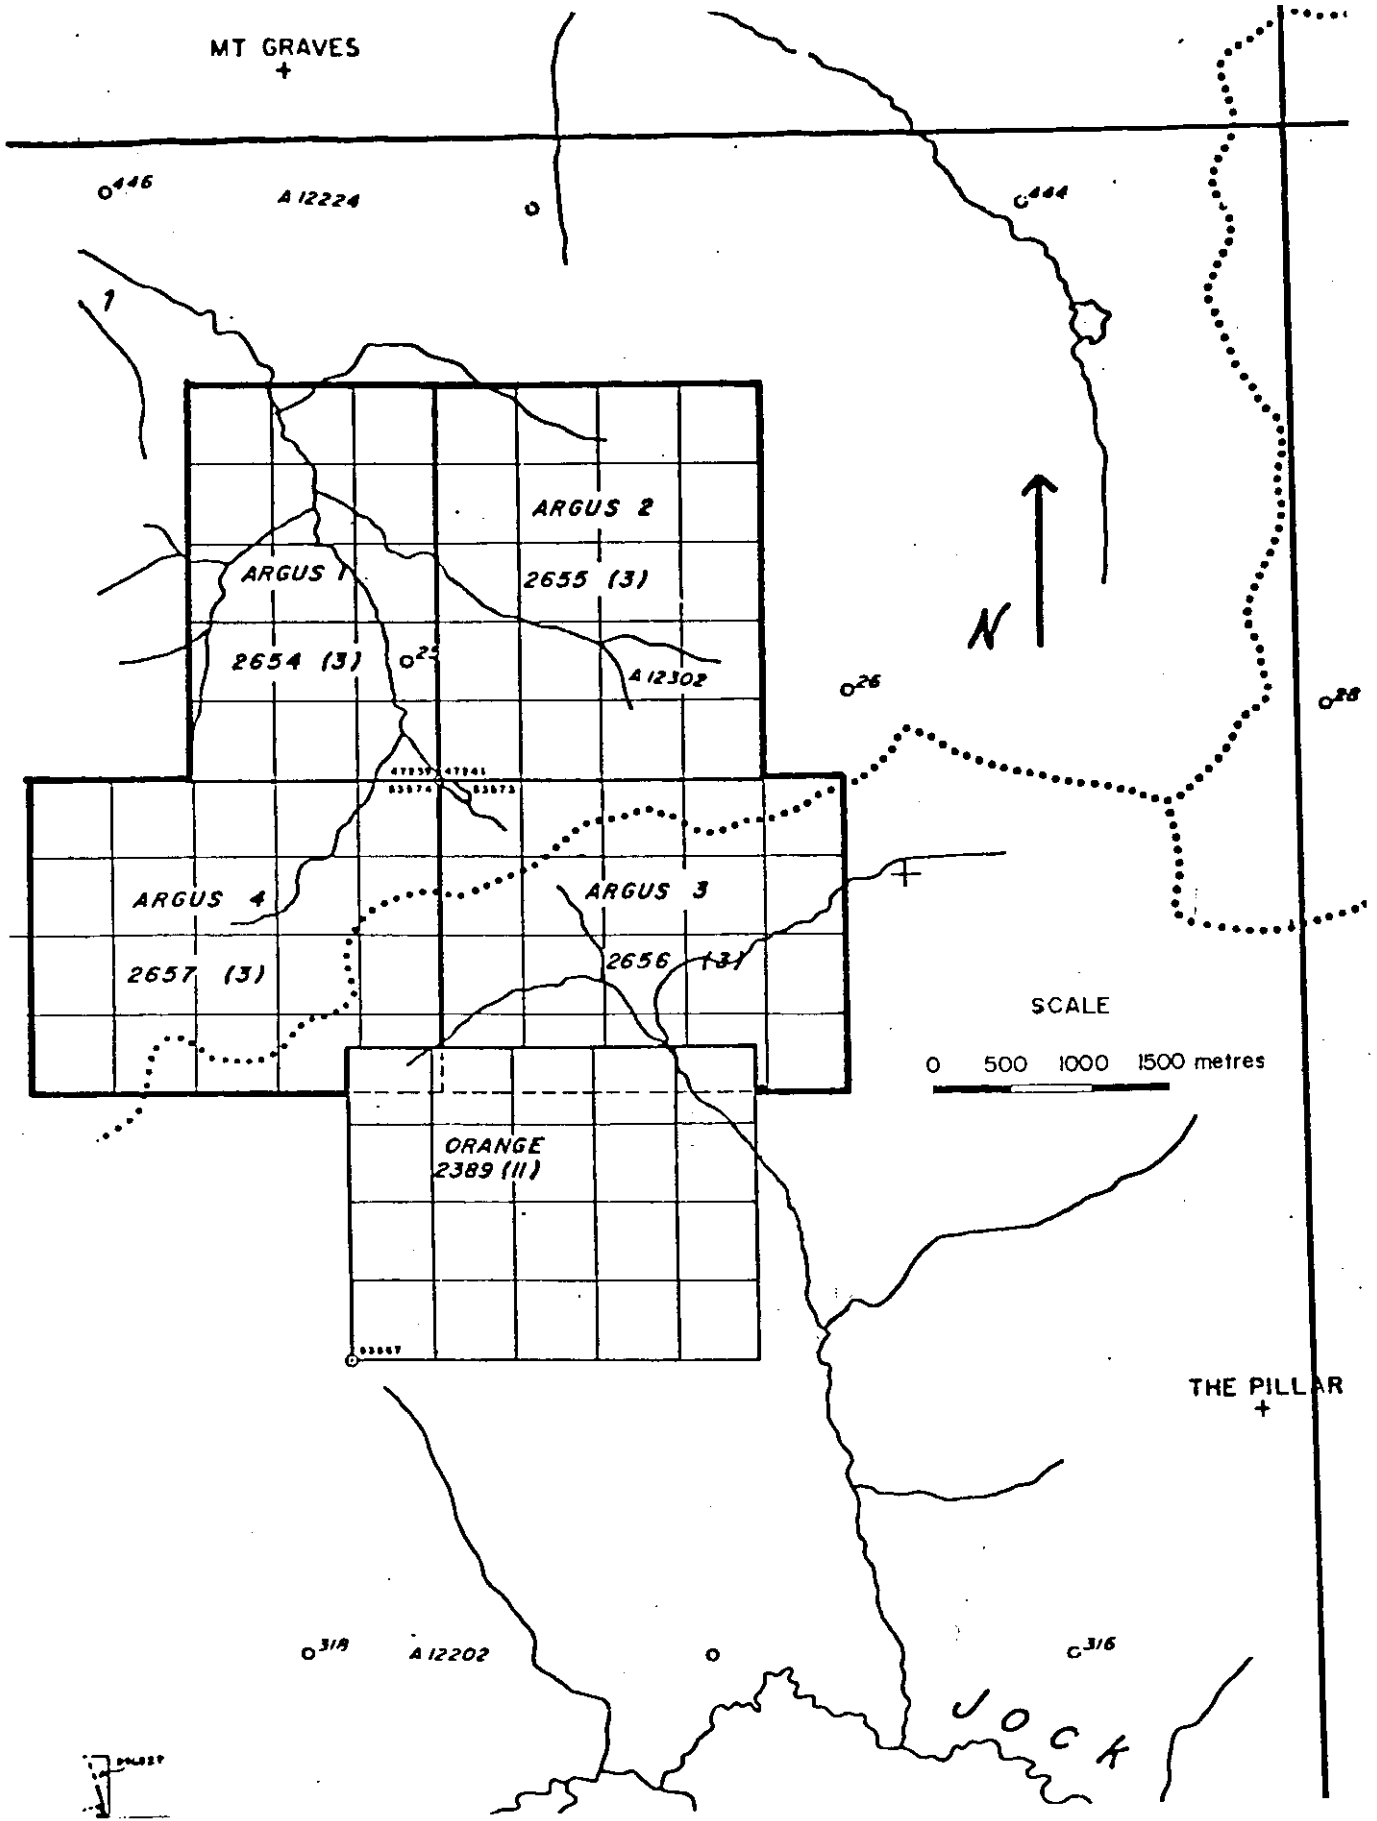 MT GRAVES
446
A 12224
444
1
ARGUS 2
ARGUS 1
2655 (3)
N
2654 (3)
25
A 12302
26
28
ARGUS 4
ARGUS 3
2657 (3)
2656 (3)
SCALE
0 500 1000 1500 metres
ORANGE
2389 (11)
THE PILLAR
318
A 12202
316
JOCK